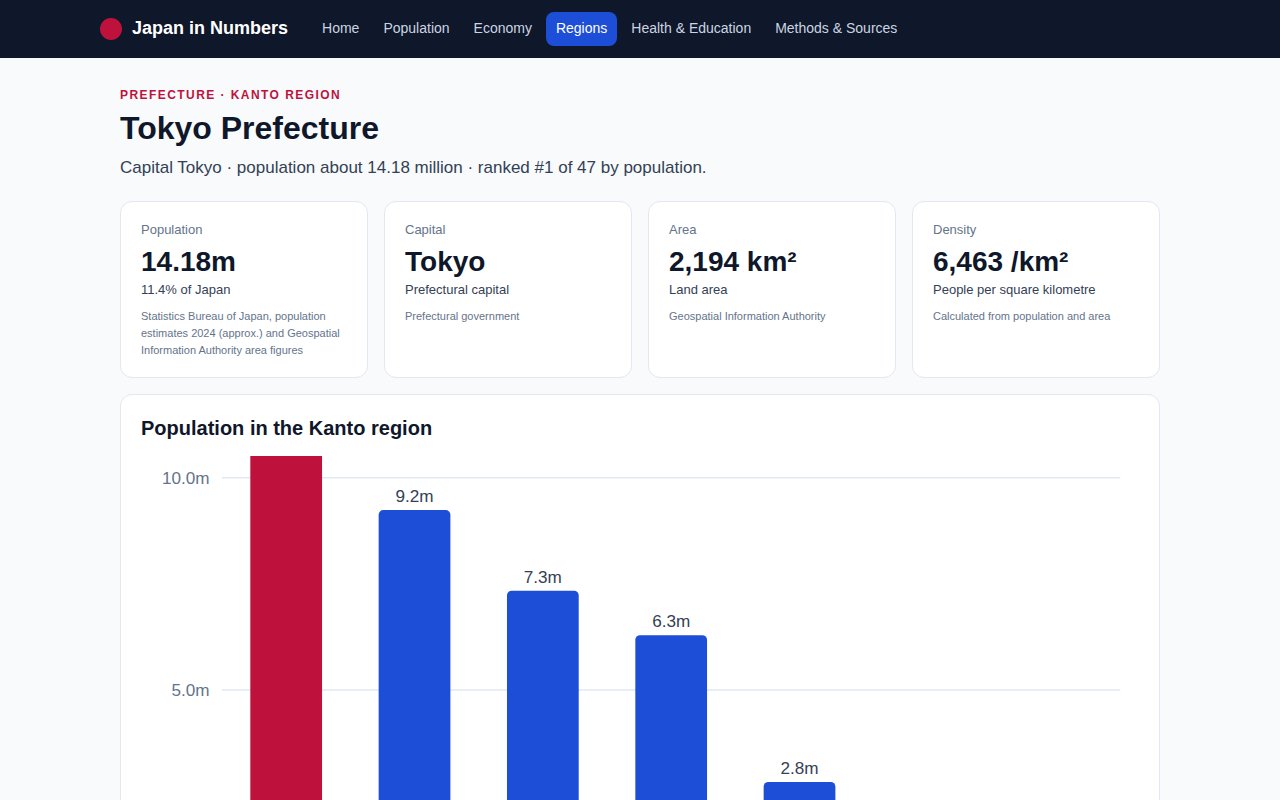 Japan in Numbers
Home
Population
Economy
Regions
Health & Education
Methods & Sources
PREFECTURE · KANTO REGION
Tokyo Prefecture
Capital Tokyo · population about 14.18 million · ranked #1 of 47 by population.
Population
14.18m
11.4% of Japan
Statistics Bureau of Japan, population
estimates 2024 (approx.) and Geospatial
Information Authority area figures
Capital
Tokyo
Prefectural capital
Prefectural government
Area
2,194 km²
Land area
Geospatial Information Authority
Density
6,463 /km²
People per square kilometre
Calculated from population and area
Population in the Kanto region
10.0m
9.2m
7.3m
6.3m
5.0m
2.8m